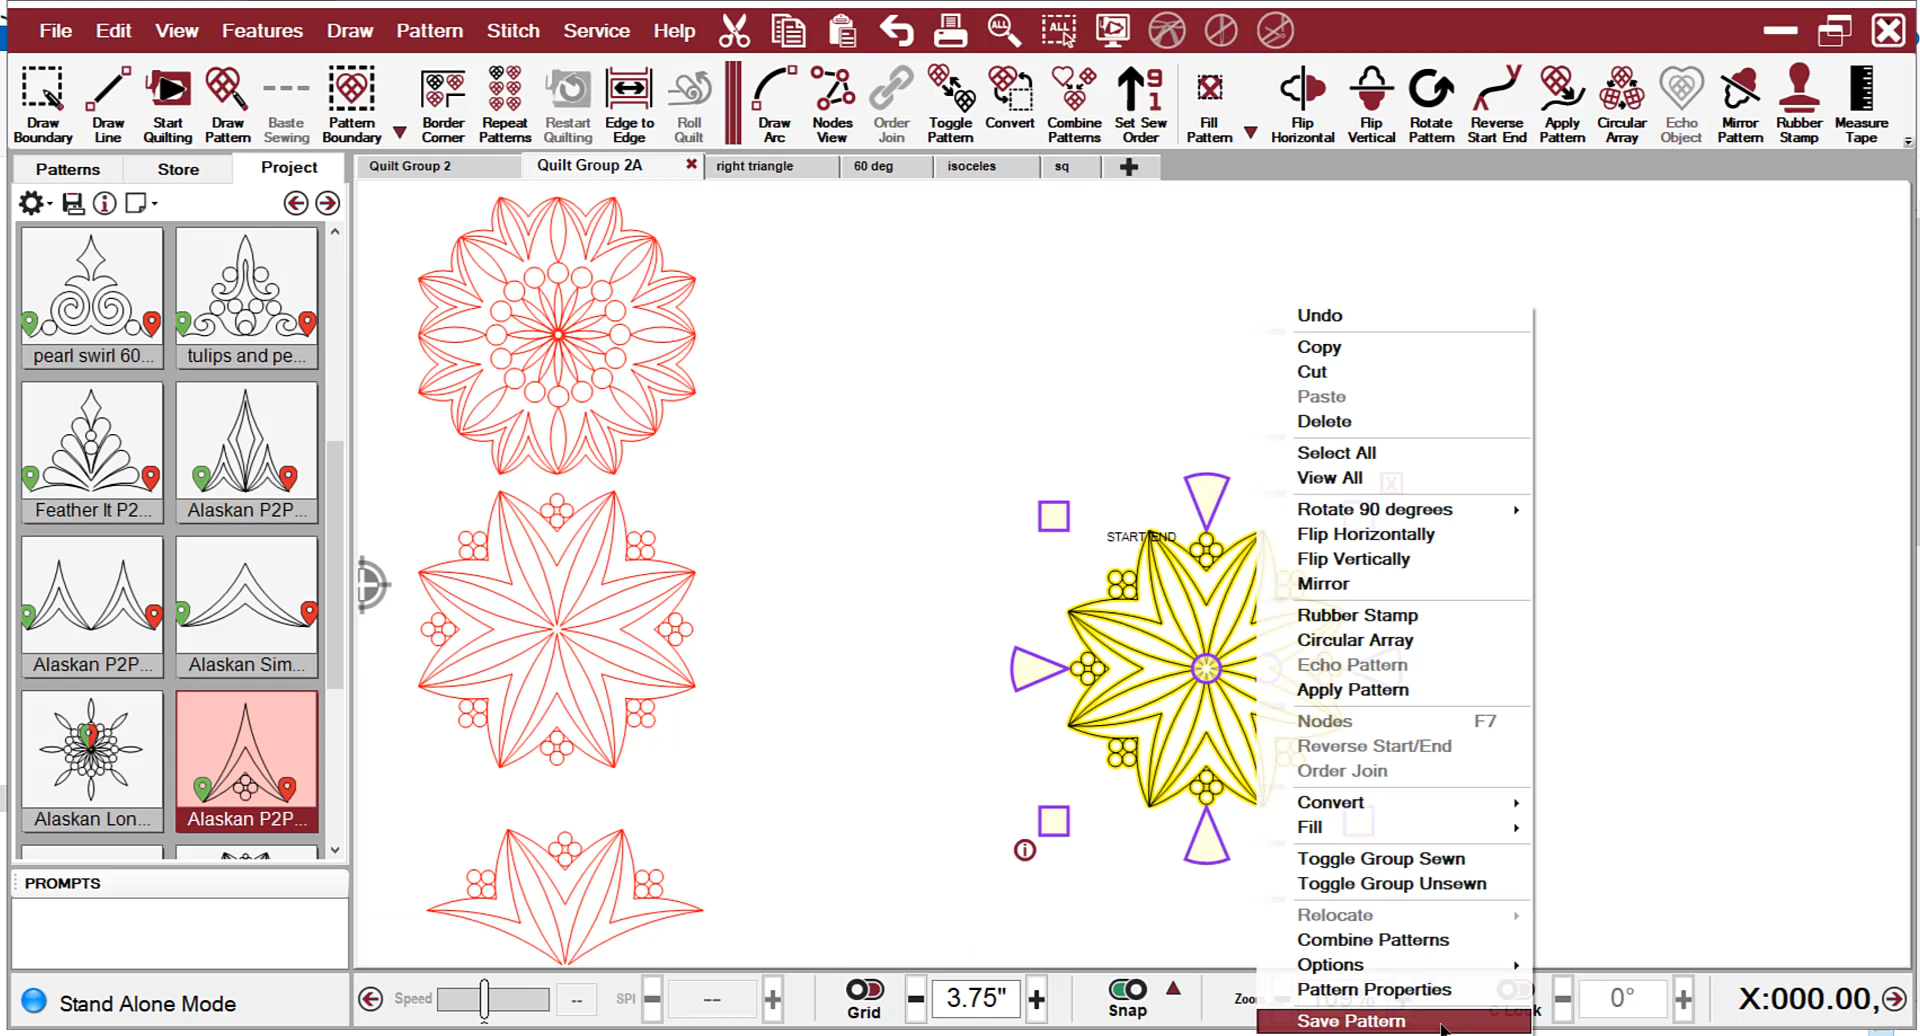 File Edit View Features Draw Pattern Stitch Service Help ALL ALL
Draw Boundary
Draw Line
Start Quilting
Draw Pattern
Baste Sewing
Pattern Boundary
Border Corner
Repeat Patterns
Restart Quilting
Edge to Edge
Roll Quilt
Draw Arc
Nodes View
Order Join
Toggle Pattern
Convert
Combine Patterns
9
1
Set Sew Order
Fill Pattern
Flip Horizontal
Flip Vertical
Rotate Pattern
Reverse Start End
Apply Pattern
Circular Array
Echo Object
Mirror Pattern
Rubber Stamp
Measure Tape
Patterns Store Project
Quilt Group 2 Quilt Group 2A right triangle 60 deg isoceles sq
pearl swirl 60... tulips and pe...
Feather It P2... Alaskan P2P...
Alaskan P2P... Alaskan Sim...
Alaskan Lon... Alaskan P2P...
PROMPTS
Stand Alone Mode
START END
Undo
Copy
Cut
Paste
Delete
Select All
View All
Rotate 90 degrees
Flip Horizontally
Flip Vertically
Mirror
Rubber Stamp
Circular Array
Echo Pattern
Apply Pattern
Nodes F7
Reverse Start/End
Order Join
Convert
Fill
Toggle Group Sewn
Toggle Group Unsewn
Relocate
Combine Patterns
Options
Pattern Properties
Save Pattern
Speed -- SPI -- Grid 3.75" Snap Zoom Lock 0° X:000.00,